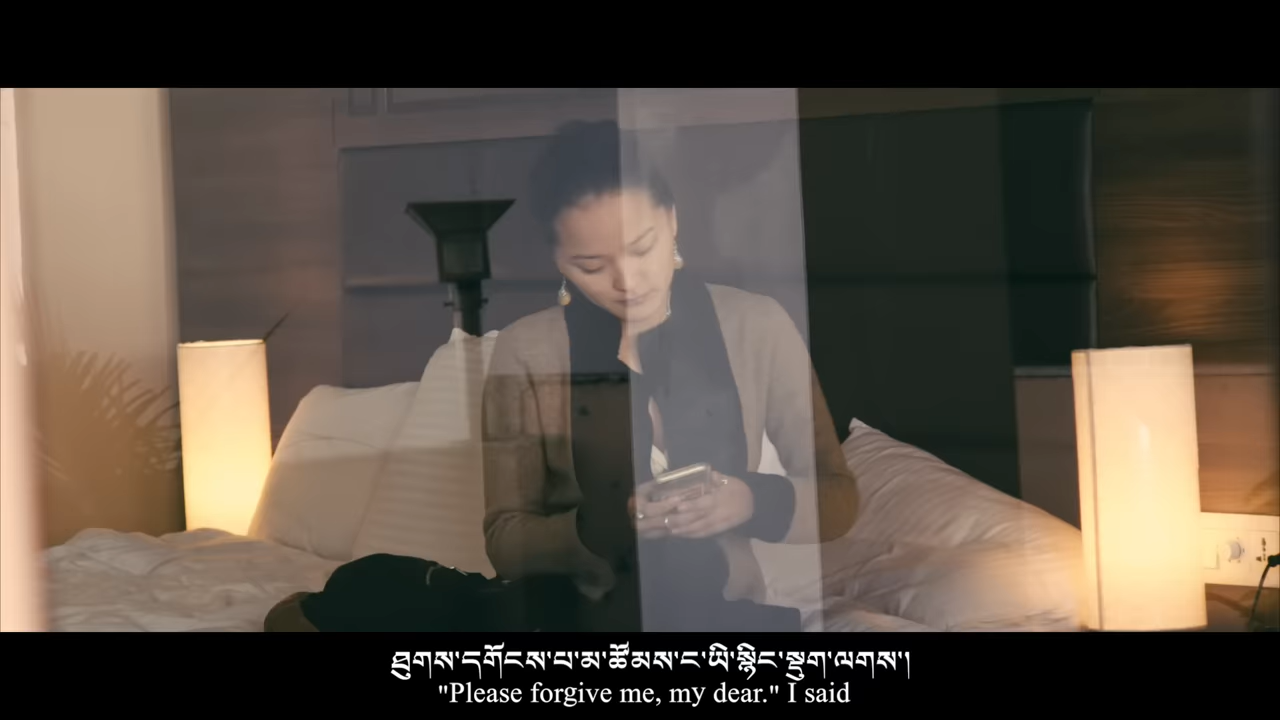 ཐུགས་དགོངས་པ་མ་ཚོམས་ང་ཡི་སྙིང་སྡུག་ལགས་།
"Please forgive me, my dear." I said